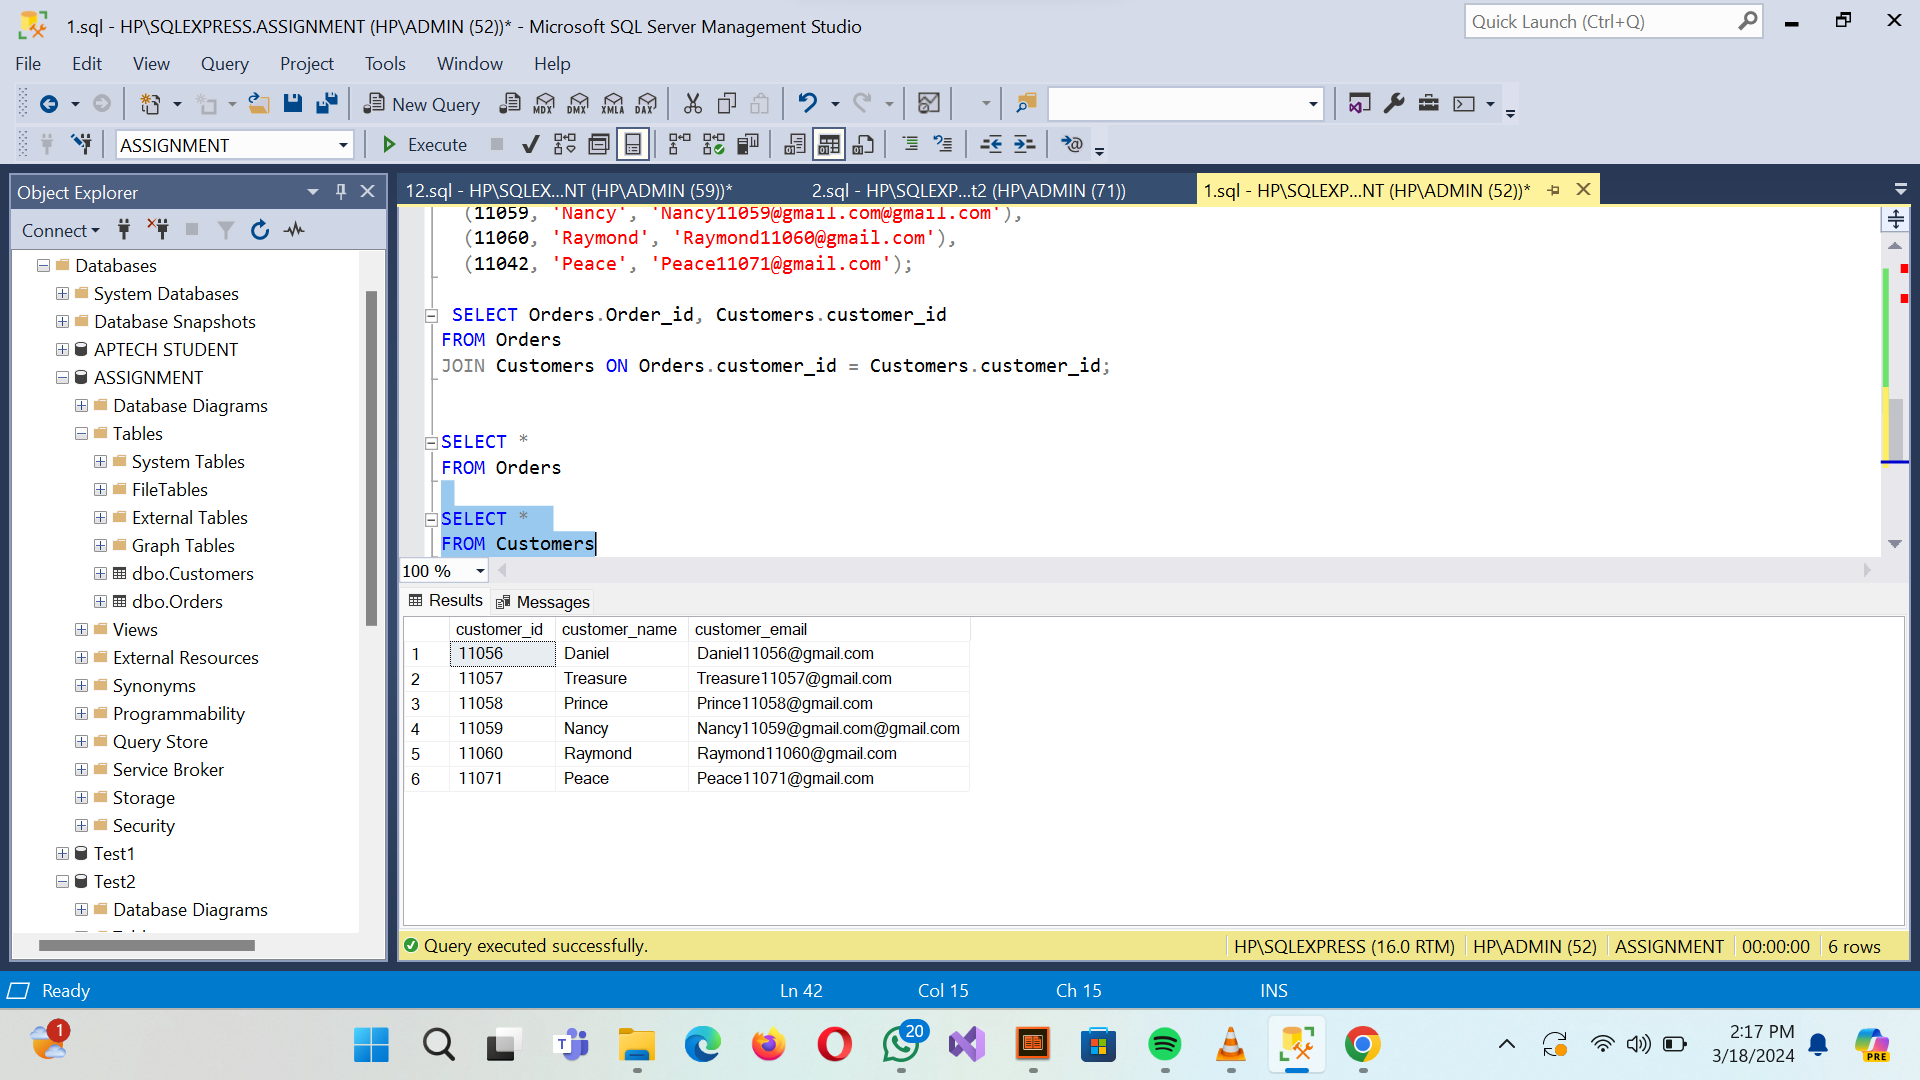 1.sql - HP\SQLEXPRESS.ASSIGNMENT (HP\ADMIN (52))* - Microsoft SQL Server Management Studio
Quick Launch (Ctrl+Q)
File Edit View Query Project Tools Window Help
New Query MDX DMX XMLA DAX
ASSIGNMENT Execute
Object Explorer
Connect
Databases
System Databases
Database Snapshots
APTECH STUDENT
ASSIGNMENT
Database Diagrams
Tables
System Tables
FileTables
External Tables
Graph Tables
dbo.Customers
dbo.Orders
Views
External Resources
Synonyms
Programmability
Query Store
Service Broker
Storage
Security
Test1
Test2
Database Diagrams
12.sql - HP\SQLEX...NT (HP\ADMIN (59))* 2.sql - HP\SQLEXP...t2 (HP\ADMIN (71)) 1.sql - HP\SQLEXP...NT (HP\ADMIN (52))*
(11059, 'Nancy', 'Nancy11059@gmail.com@gmail.com'),
(11060, 'Raymond', 'Raymond11060@gmail.com'),
(11042, 'Peace', 'Peace11071@gmail.com');
SELECT Orders.Order_id, Customers.customer_id
FROM Orders
JOIN Customers ON Orders.customer_id = Customers.customer_id;
SELECT *
FROM Orders
SELECT *
FROM Customers
100 %
Results Messages
customer_id customer_name customer_email
1 11056 Daniel Daniel11056@gmail.com
2 11057 Treasure Treasure11057@gmail.com
3 11058 Prince Prince11058@gmail.com
4 11059 Nancy Nancy11059@gmail.com@gmail.com
5 11060 Raymond Raymond11060@gmail.com
6 11071 Peace Peace11071@gmail.com
Query executed successfully. HP\SQLEXPRESS (16.0 RTM) HP\ADMIN (52) ASSIGNMENT 00:00:00 6 rows
Ready Ln 42 Col 15 Ch 15 INS
1 20 2:17 PM
3/18/2024 PRE